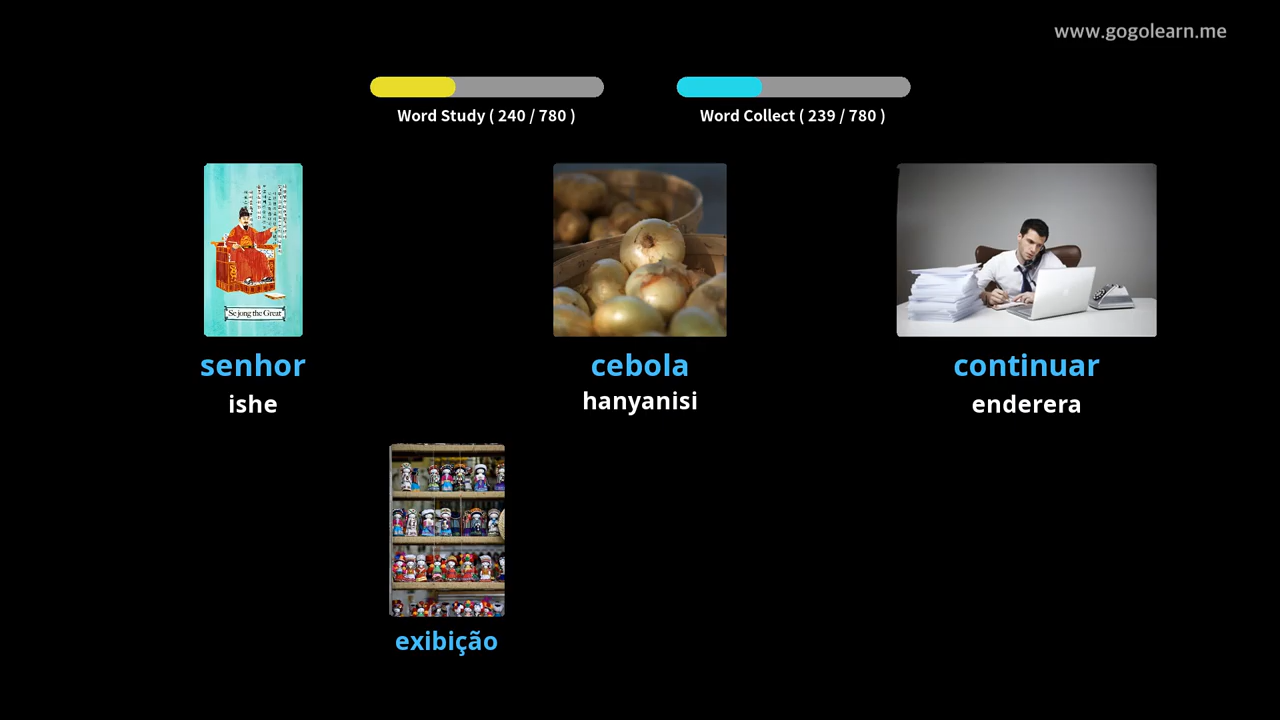 www.gogolearn.me
Word Study ( 240 / 780 )
Word Collect ( 239 / 780 )
Sejong the Great
senhor
ishe
cebola
hanyanisi
continuar
enderera
exibição